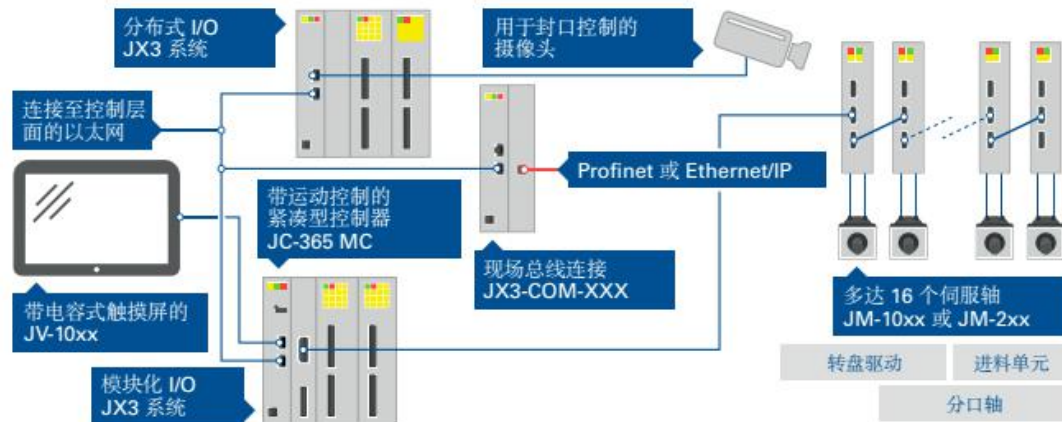 分布式 I/O
JX3 系统
用于封口控制的
摄像头
连接至控制层
面的以太网
Profinet 或 Ethernet/IP
带运动控制的
紧凑型控制器
JC-365 MC
现场总线连接
JX3-COM-XXX
带电容式触摸屏的
JV-10xx
多达 16 个伺服轴
JM-10xx 或 JM-2xx
转盘驱动
进料单元
模块化 I/O
JX3 系统
分口轴